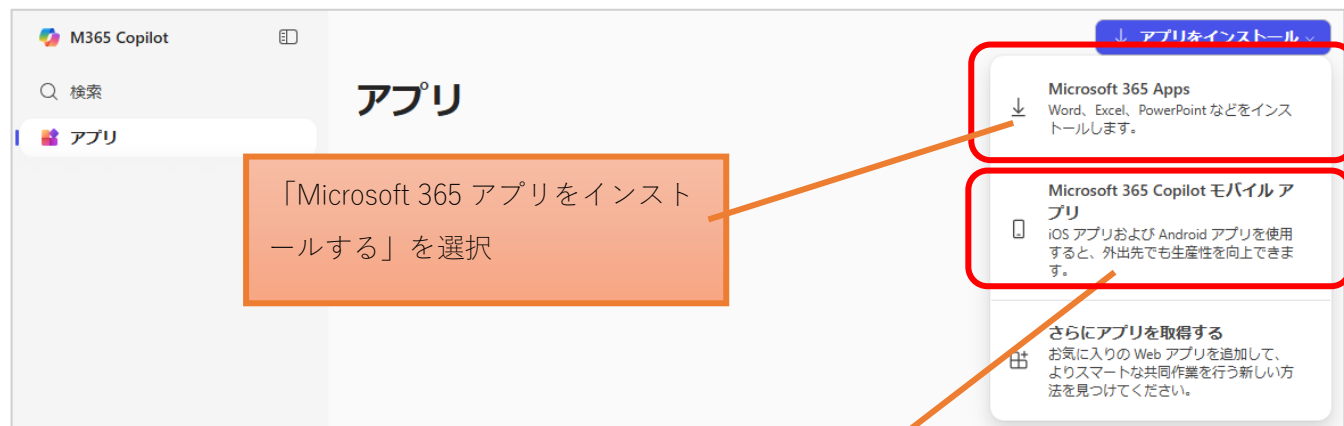 M365 Copilot
検索
アプリ
アプリ
「Microsoft 365 アプリをインスト
ールする」を選択
アプリをインストール
Microsoft 365 Apps
Word、Excel、PowerPoint などをインス
トールします。
Microsoft 365 Copilot モバイル ア
プリ
iOS アプリおよび Android アプリを使用
すると、外出先でも生産性を向上できま
す。
さらにアプリを取得する
お気に入りの Web アプリを追加して、
よりスマートな共同作業を行う新しい方
法を見つけてください。